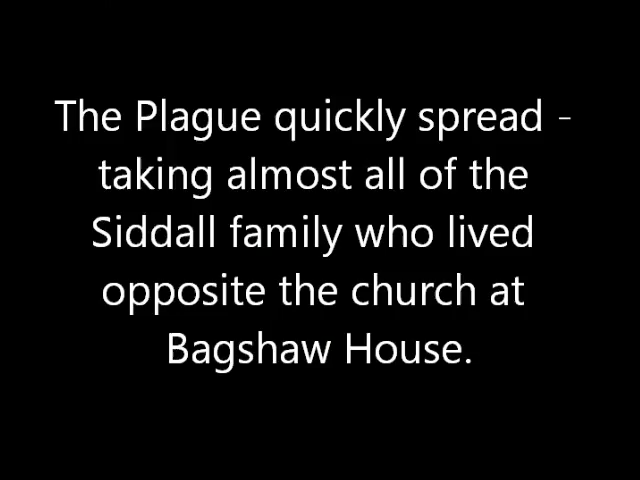 The Plague quickly spread -
taking almost all of the
Siddall family who lived
opposite the church at
Bagshaw House.